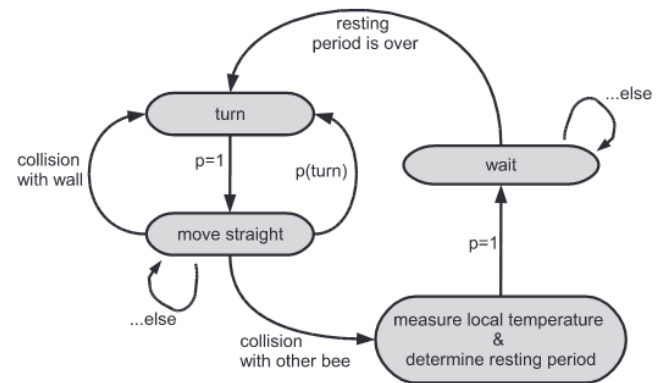 resting
period is over
turn
...else
collision
with wall
p=1
p(turn)
wait
move straight
p=1
...else
collision
with other bee
measure local temperature
&
determine resting period